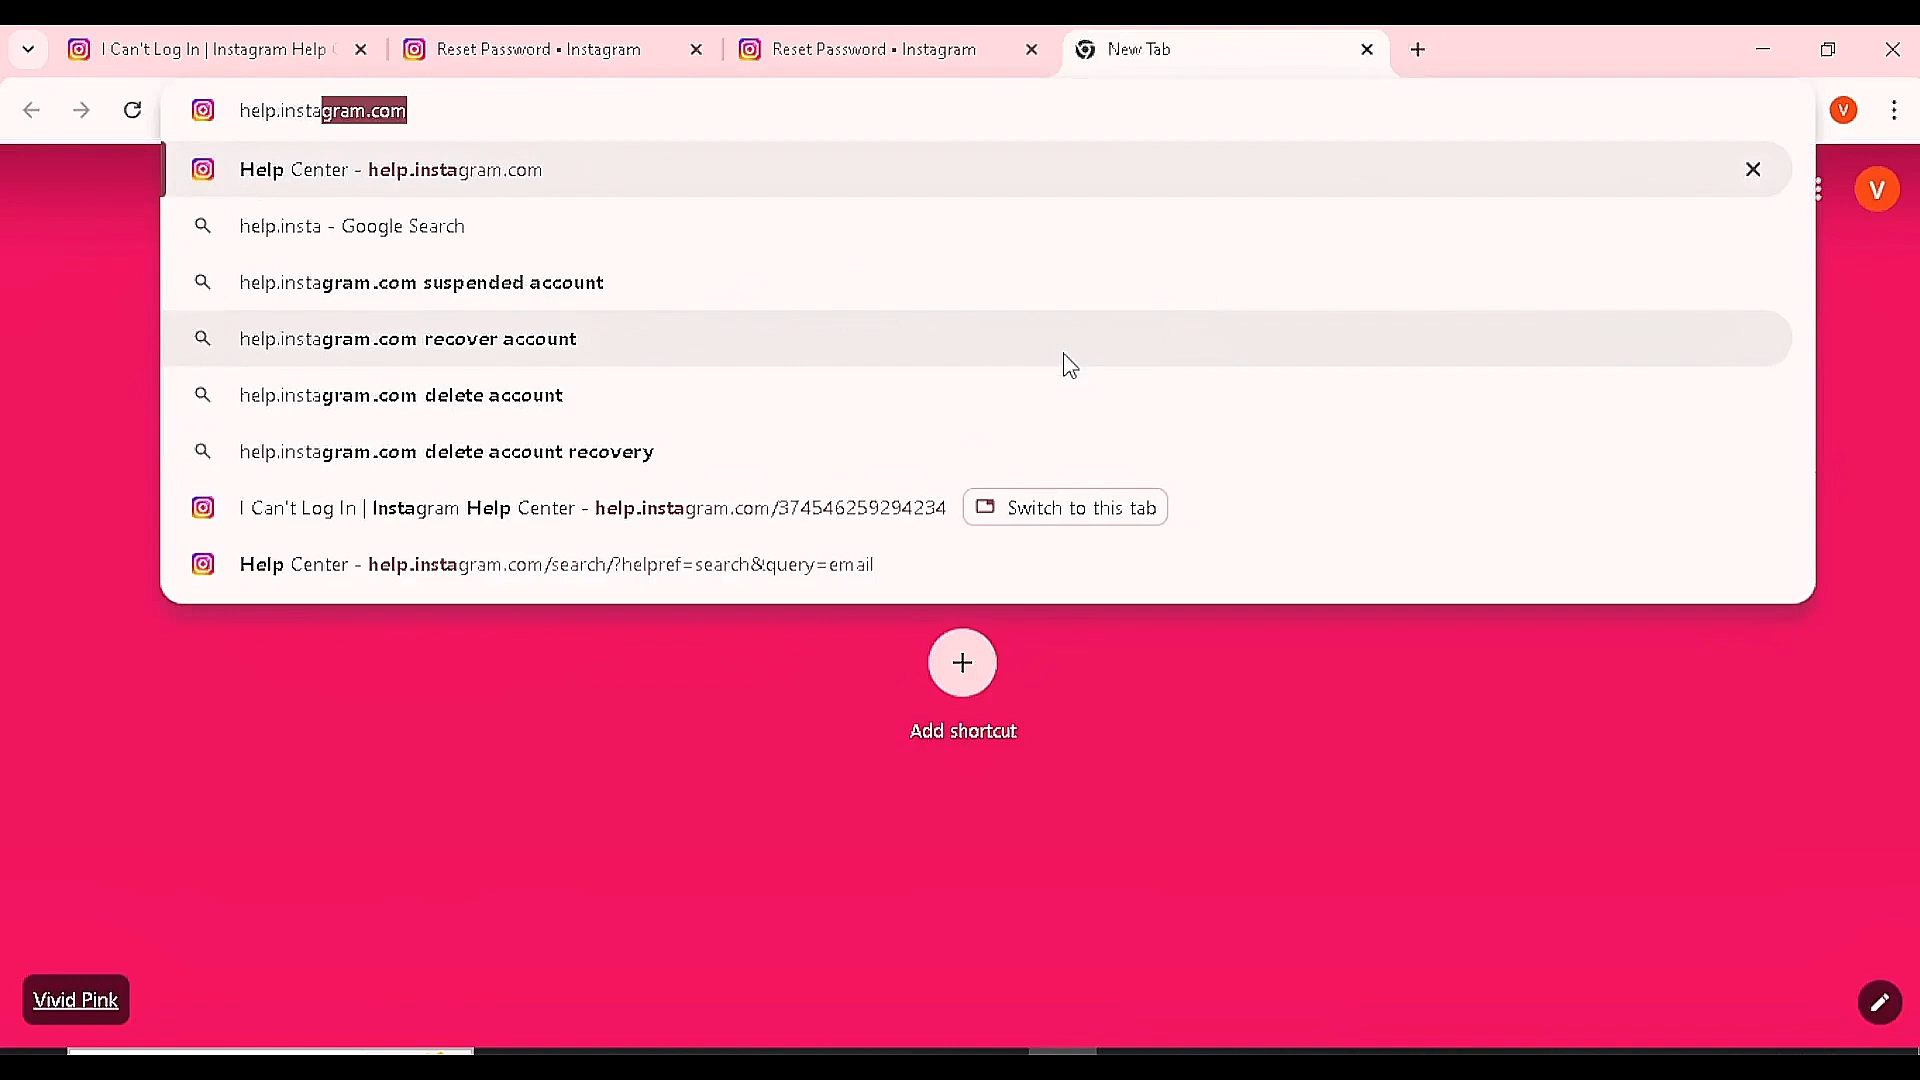 I Can't Log In | Instagram Help
Reset Password • Instagram
Reset Password • Instagram
New Tab
help.instagram.com
V
Help Center - help.instagram.com
V
help.insta - Google Search
help.instagram.com suspended account
help.instagram.com recover account
help.instagram.com delete account
help.instagram.com delete account recovery
I Can't Log In | Instagram Help Center - help.instagram.com/374546259294234 Switch to this tab
Help Center - help.instagram.com/search/?helpref=search&query=email
Add shortcut
Vivid Pink